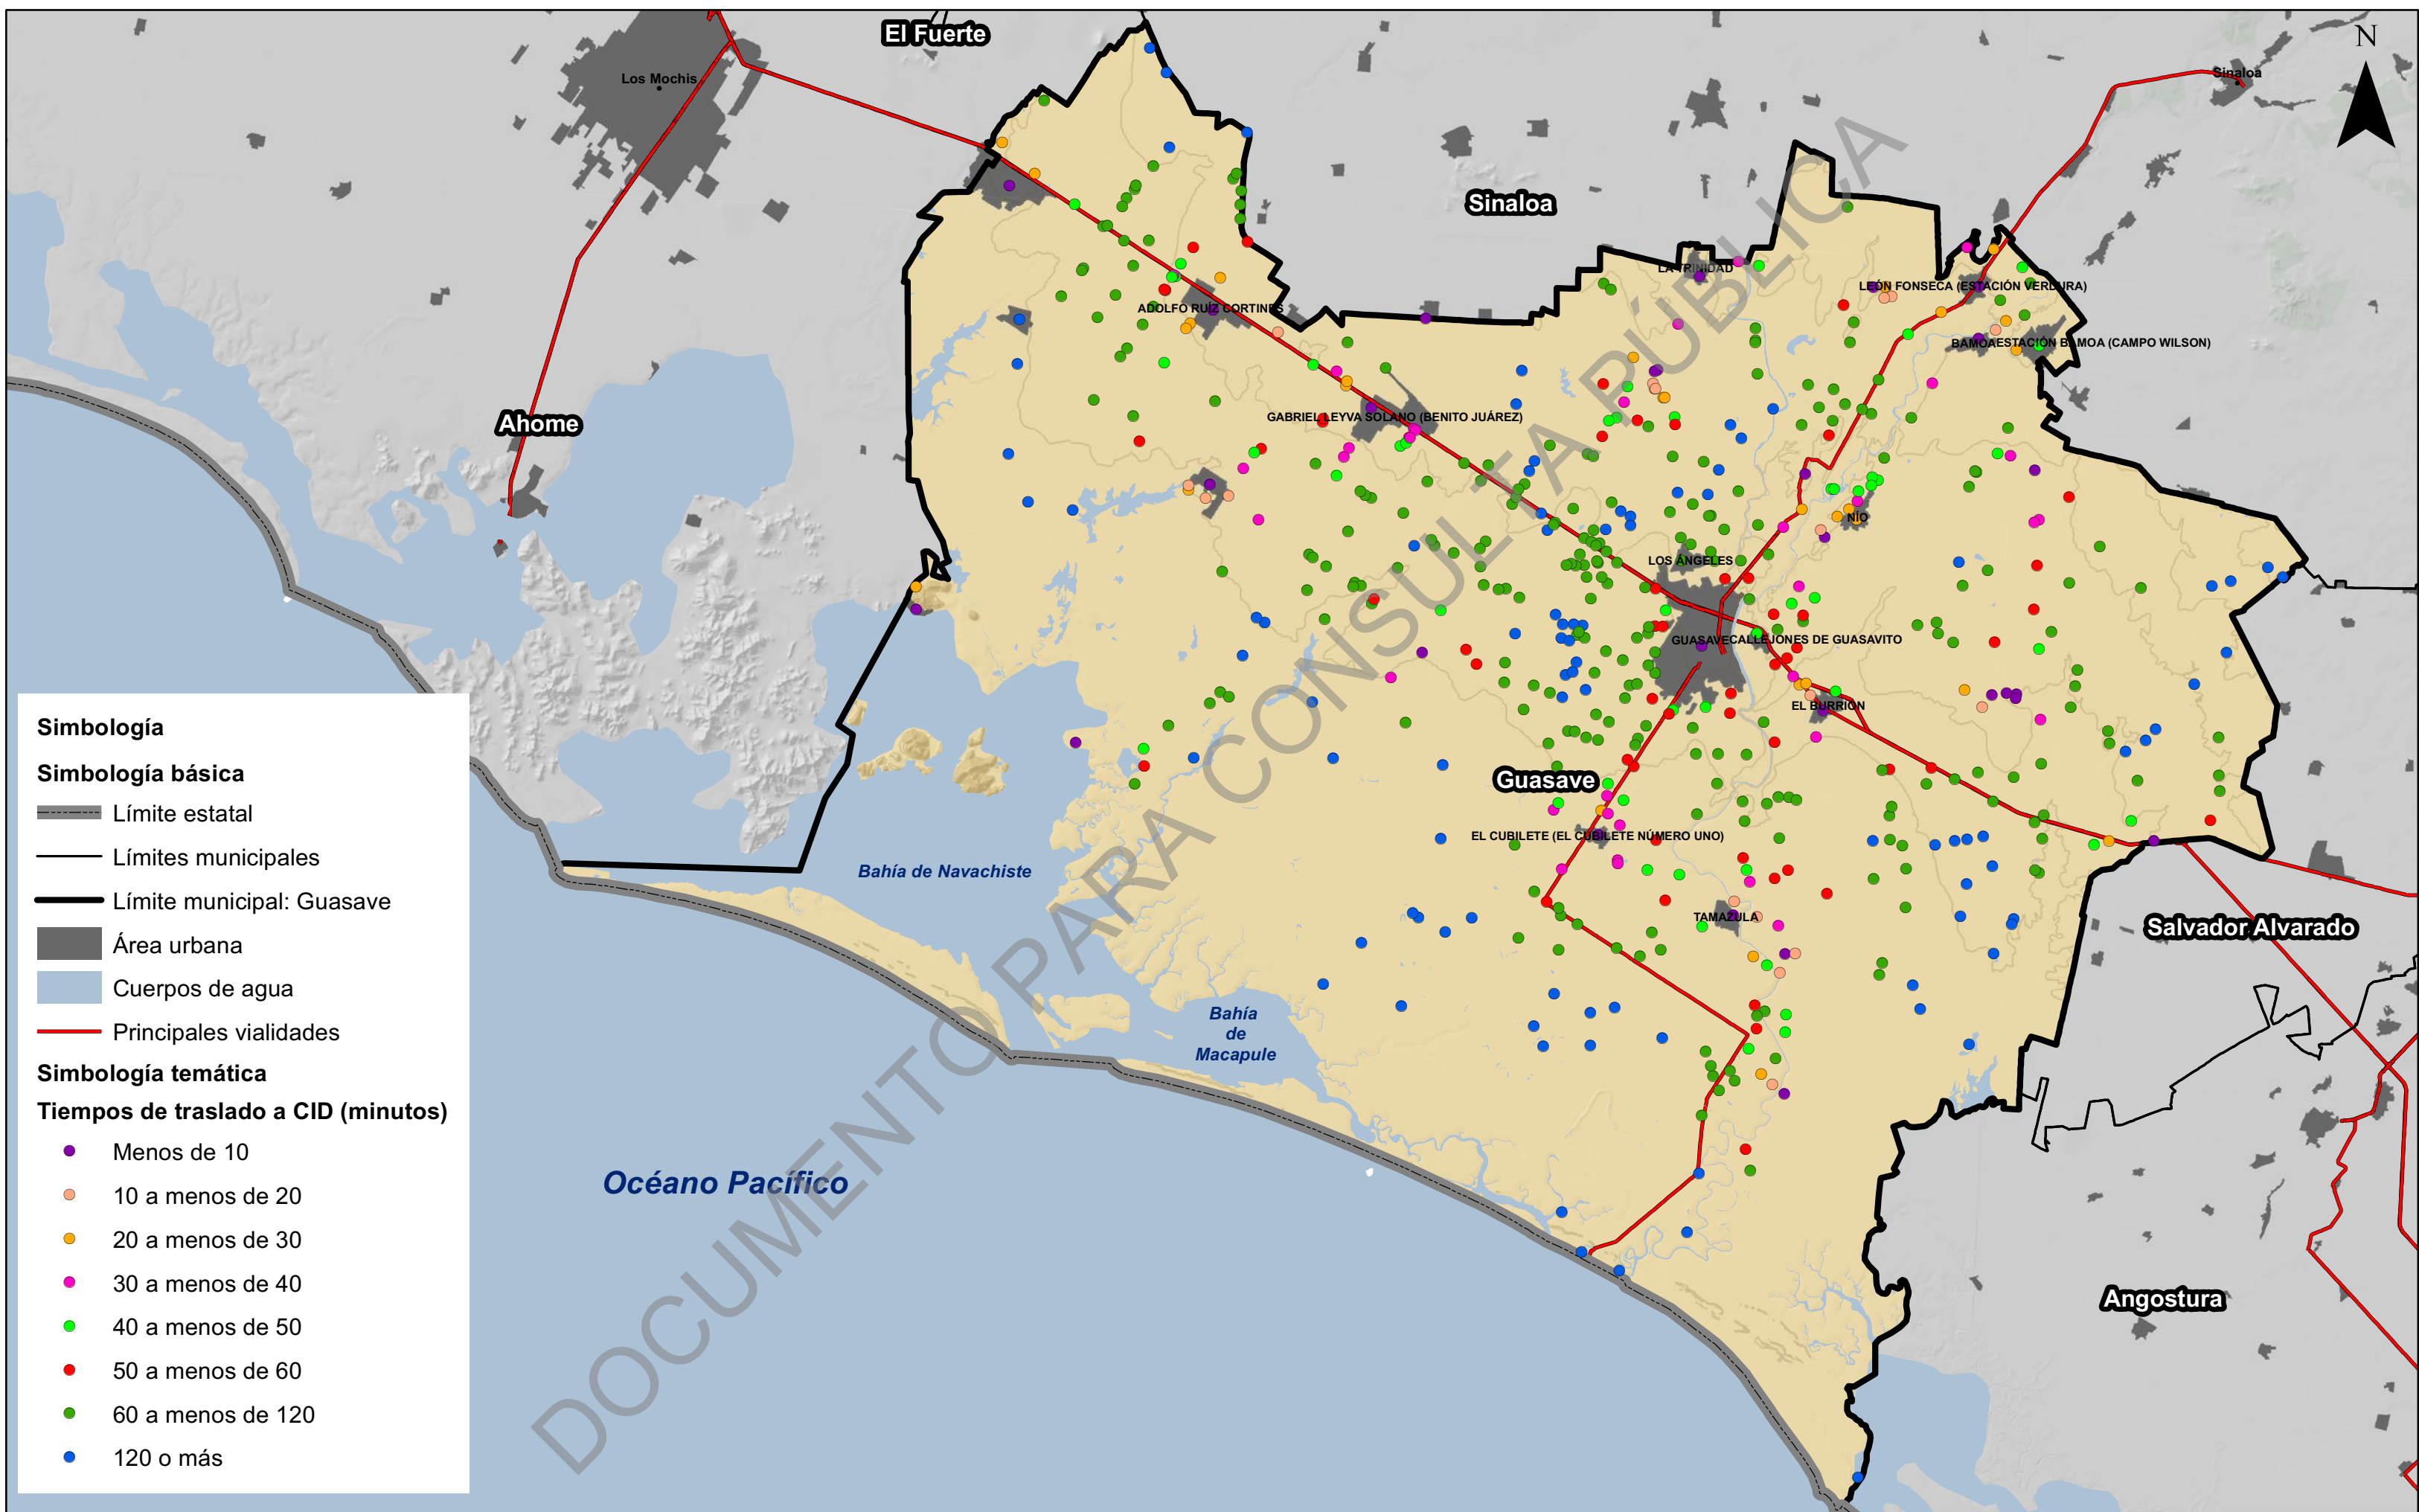 El Fuerte
N
Los Mochis
Sinaloa
Sinaloa
LA TRINIDAD
LEÓN FONSECA (ESTACIÓN VERDURA)
ADOLFO RUÍZ CORTINES
BAMOA
ESTACIÓN BAMOA (CAMPO WILSON)
Ahome
GABRIEL LEYVA SOLANO (BENITO JUÁREZ)
NÍO
LOS ÁNGELES
GUASAVE
CALLEJONES DE GUASAVITO
EL BURRIÓN
Guasave
EL CUBILETE (EL CUBILETE NÚMERO UNO)
Bahía de Navachiste
TAMAZULA
Salvador Alvarado
Bahía
de
Macapule
Océano Pacífico
Angostura
DOCUMENTO PARA CONSULTA PÚBLICA
Simbología
Simbología básica
Límite estatal
Límites municipales
Límite municipal: Guasave
Área urbana
Cuerpos de agua
Principales vialidades
Simbología temática
Tiempos de traslado a CID (minutos)
Menos de 10
10 a menos de 20
20 a menos de 30
30 a menos de 40
40 a menos de 50
50 a menos de 60
60 a menos de 120
120 o más